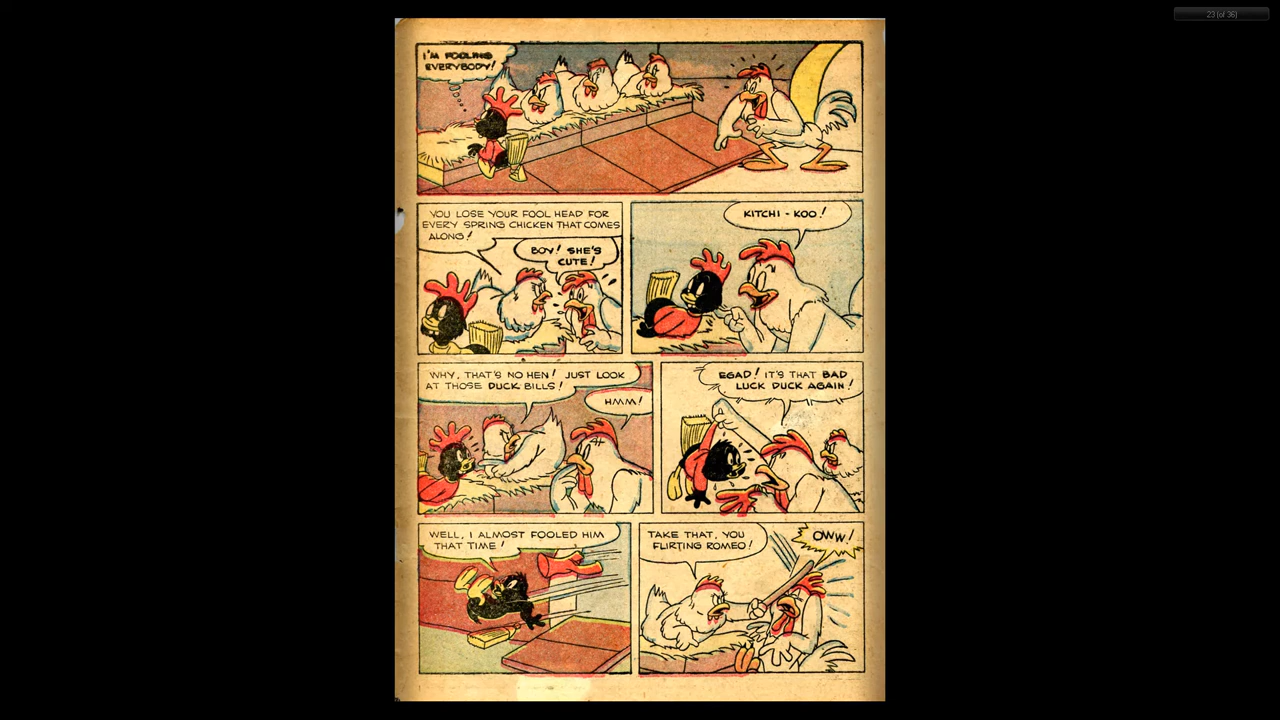 23 (of 36)
I'M FOOLING
EVERYBODY!
YOU LOSE YOUR FOOL HEAD FOR
EVERY SPRING CHICKEN THAT COMES
ALONG!
BOY! SHE'S
CUTE!
KITCHI-KOO!
WHY, THAT'S NO HEN! JUST LOOK
AT THOSE DUCK BILLS!
HMM!
EGAD! IT'S THAT BAD
LUCK DUCK AGAIN!
WELL, I ALMOST FOOLED HIM
THAT TIME!
TAKE THAT, YOU
FLIRTING ROMEO!
OWW!